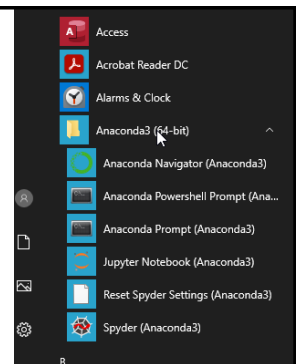 Access
Acrobat Reader DC
Alarms & Clock
Anaconda3 (64-bit)
Anaconda Navigator (Anaconda3)
Anaconda Powershell Prompt (Ana...
Anaconda Prompt (Anaconda3)
Jupyter Notebook (Anaconda3)
Reset Spyder Settings (Anaconda3)
Spyder (Anaconda3)